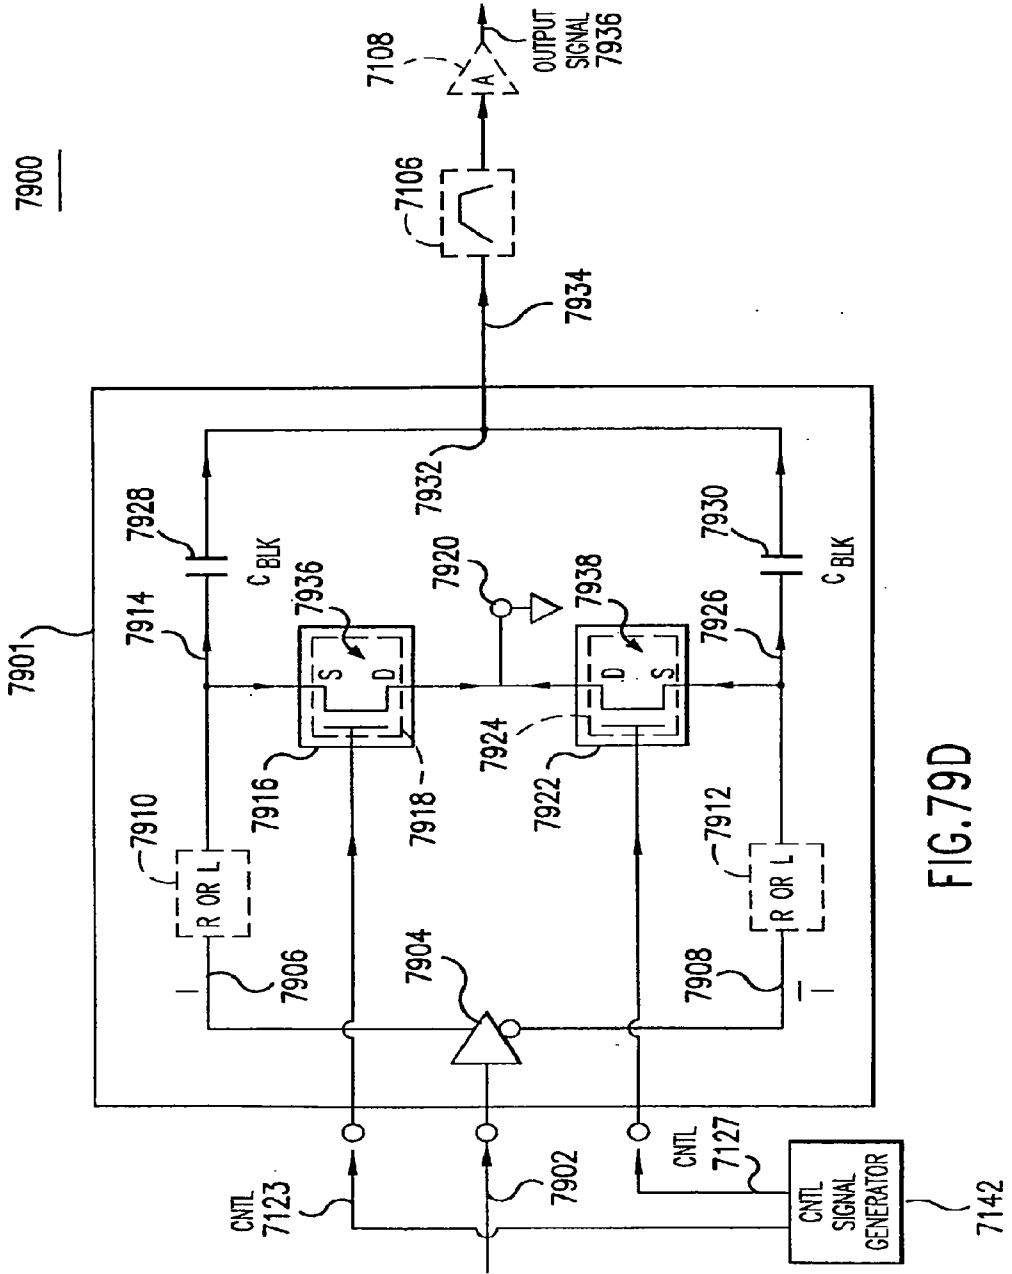 7900
7901
7914
7928
C BLK
7910
R OR L
7906
I
7916
7936
S
D
7918
7904
7920
7932
7934
7106
7108
A
OUTPUT
SIGNAL
7936
7924
7922
D
S
7938
7912
R OR L
7908
I
7926
7930
C BLK
CNTL
7123
7902
CNTL
7127
CNTL
SIGNAL
GENERATOR
7142
FIG.79D